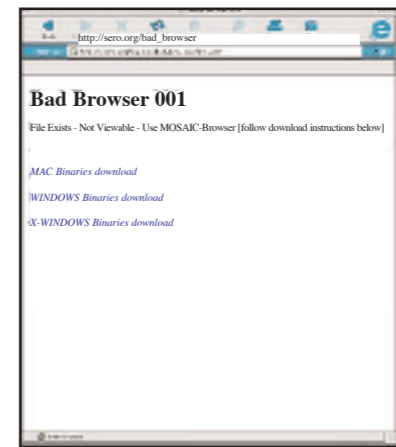 http://sero.org/bad_browser
Bad Browser 001
File Exists - Not Viewable - Use MOSAIC-Browser [follow download instructions below]
MAC Binaries download
WINDOWS Binaries download
X-WINDOWS Binaries download